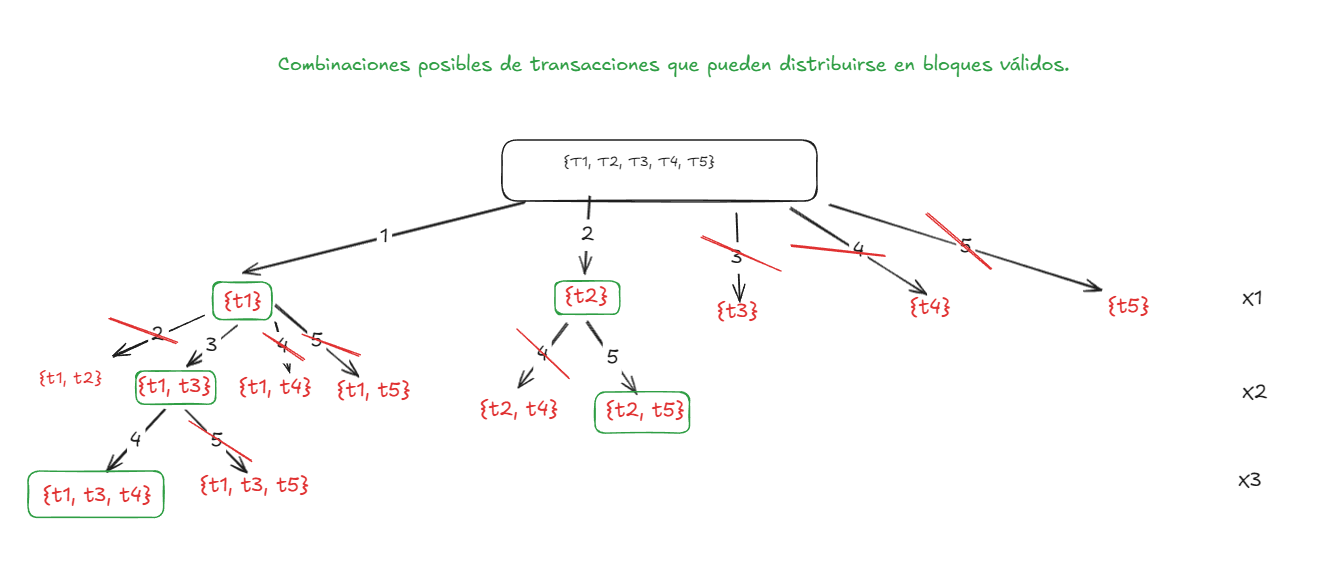 Combinaciones posibles de transacciones que pueden distribuirse en bloques válidos.
{T1, T2, T3, T4, T5}
1
2
3
4
5
{t1}
{t2}
{t3}
{t4}
{t5}
x1
2
3
4
5
4
5
{t1, t2}
{t1, t3}
{t1, t4}
{t1, t5}
{t2, t4}
{t2, t5}
x2
4
5
{t1, t3, t4}
{t1, t3, t5}
x3